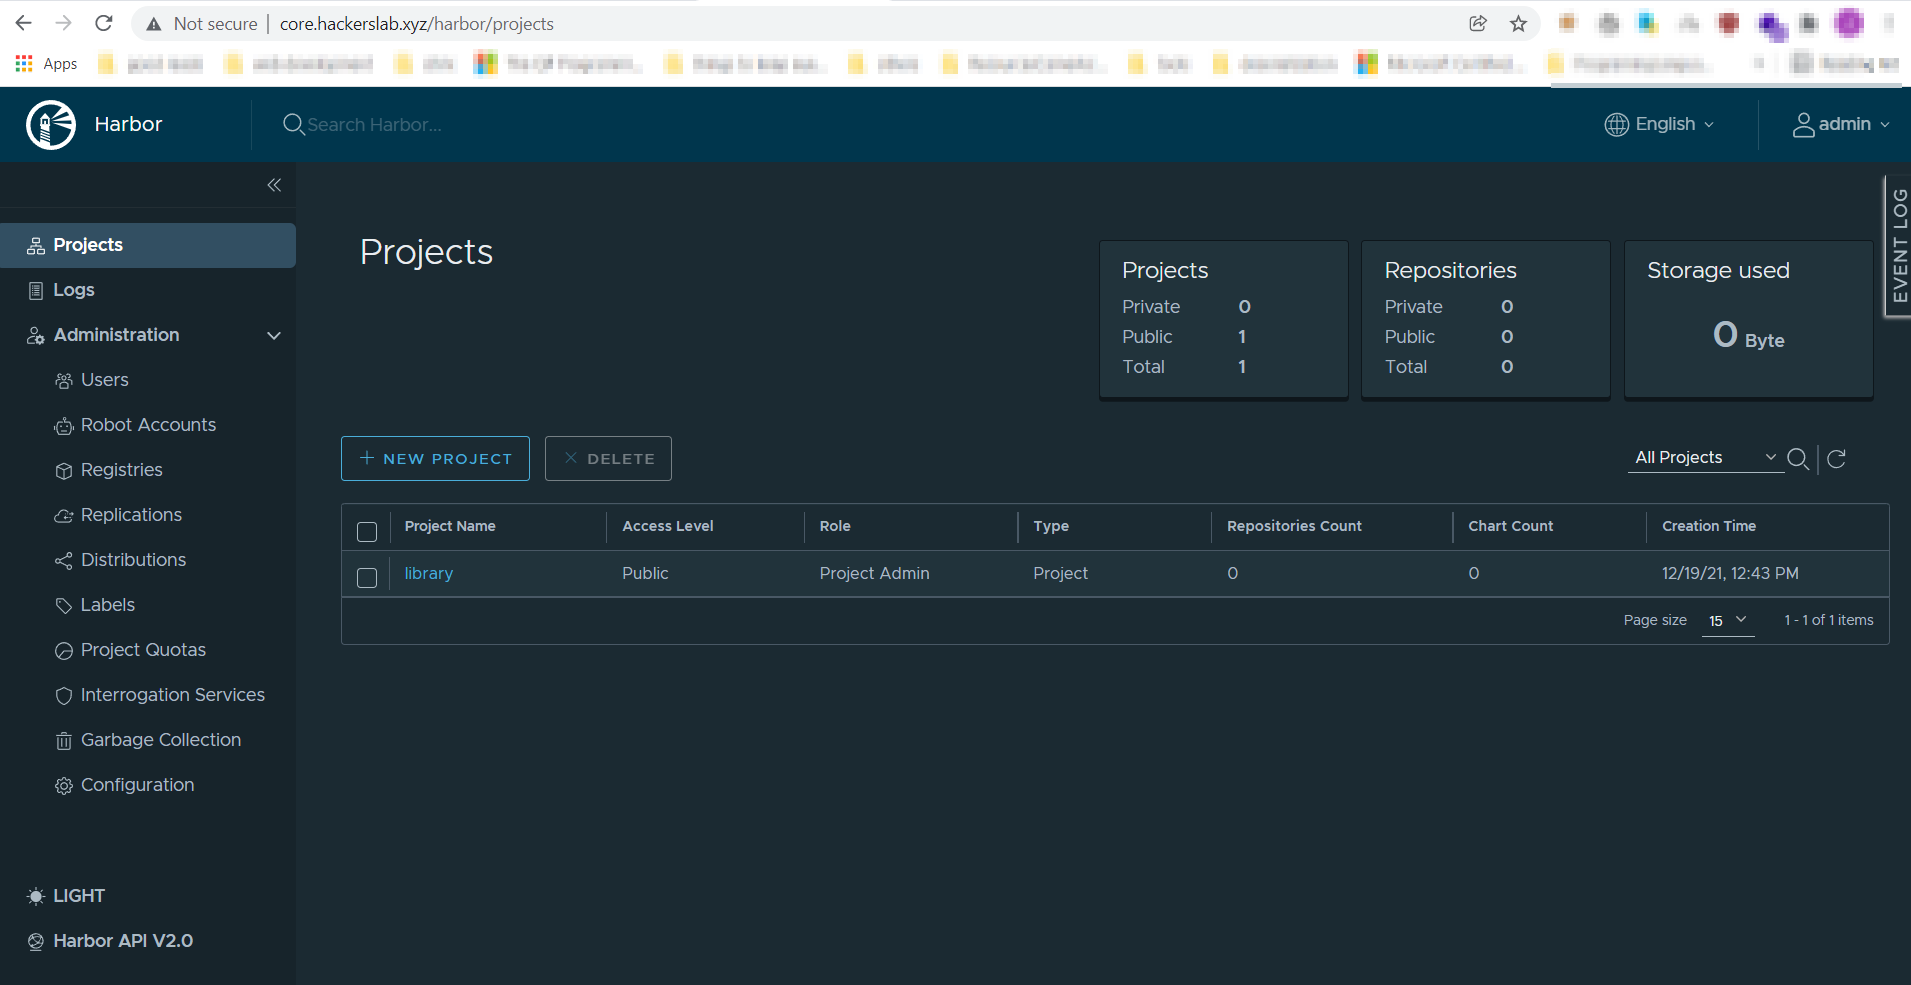 Not secure | core.hackerslab.xyz/harbor/projects
Apps
Harbor
Search Harbor...
English
admin
EVENT LOG
Projects
Logs
Administration
Users
Robot Accounts
Registries
Replications
Distributions
Labels
Project Quotas
Interrogation Services
Garbage Collection
Configuration
LIGHT
Harbor API V2.0
Projects
Projects
Private 0
Public 1
Total 1
Repositories
Private 0
Public 0
Total 0
Storage used
0 Byte
+ NEW PROJECT
× DELETE
All Projects
Project Name Access Level Role Type Repositories Count Chart Count Creation Time
library Public Project Admin Project 0 0 12/19/21, 12:43 PM
Page size 15 1 - 1 of 1 items